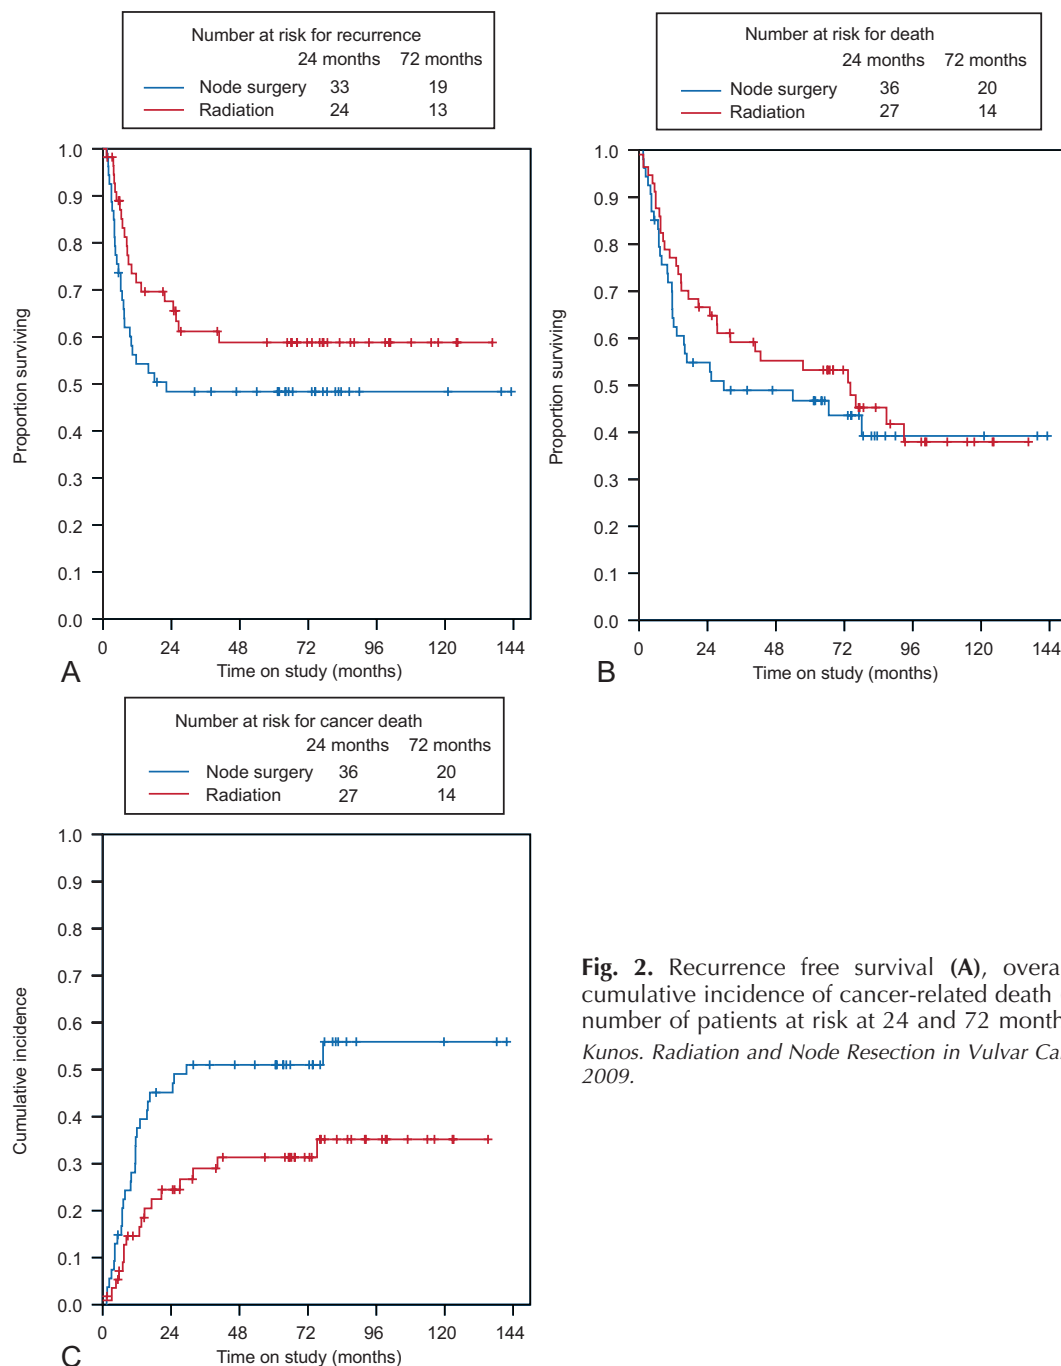 Number at risk for recurrence
24 months 72 months
Node surgery 33 19
Radiation 24 13
1.0
0.9
0.8
0.7
0.6
0.5
0.4
0.3
0.2
0.1
0.0
Proportion surviving
0 24 48 72 96 120 144
Time on study (months)
A
Number at risk for death
24 months 72 months
Node surgery 36 20
Radiation 27 14
1.0
0.9
0.8
0.7
0.6
0.5
0.4
0.3
0.2
0.1
0.0
Proportion surviving
0 24 48 72 96 120 144
Time on study (months)
B
Number at risk for cancer death
24 months 72 months
Node surgery 36 20
Radiation 27 14
1.0
0.9
0.8
0.7
0.6
0.5
0.4
0.3
0.2
0.1
0.0
Cumulative incidence
0 24 48 72 96 120 144
Time on study (months)
C
Fig. 2. Recurrence free survival (A), overa
cumulative incidence of cancer-related death
number of patients at risk at 24 and 72 month
Kunos. Radiation and Node Resection in Vulvar Ca
2009.